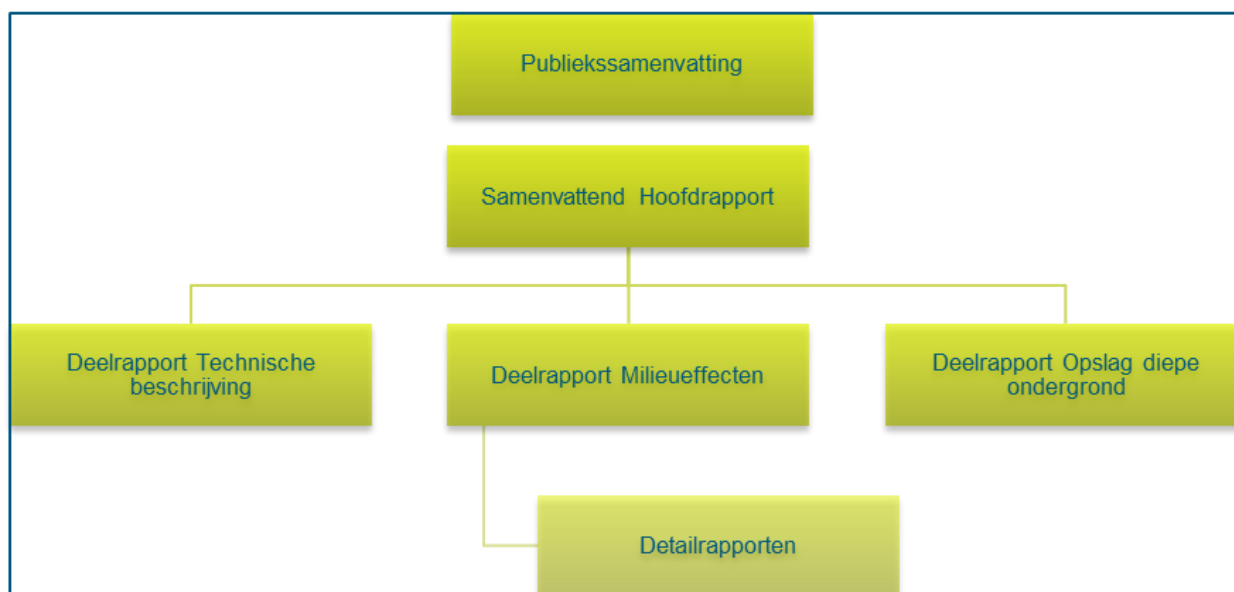 Publiekssamenvatting
Samenvattend Hoofdrapport
Deelrapport Technische
beschrijving
Deelrapport Milieueffecten
Deelrapport Opslag diepe
ondergrond
Detailrapporten